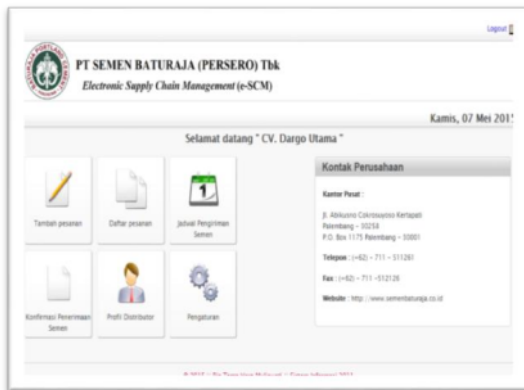 Logout
PT SEMEN BATURAJA (PERSERO) Tbk
Electronic Supply Chain Management (e-SCM)
Kamis, 07 Mei 2015
Selamat datang " CV. Dargo Utama "
Tambah pesanan
Daftar pesanan
Jadwal Pengiriman
Semen
Konfirmasi Penerimaan
Semen
Profil Distributor
Pengaturan
Kontak Perusahaan
Kantor Pusat :
Jl. Abikusno Cokrosuyoso Kertapati
Palembang - 30258
P.O. Box 1175 Palembang - 30001
Telepon : (+62) - 711 - 511261
Fax : (+62) - 711 -512126
Website : http://www.semenbaturaja.co.id